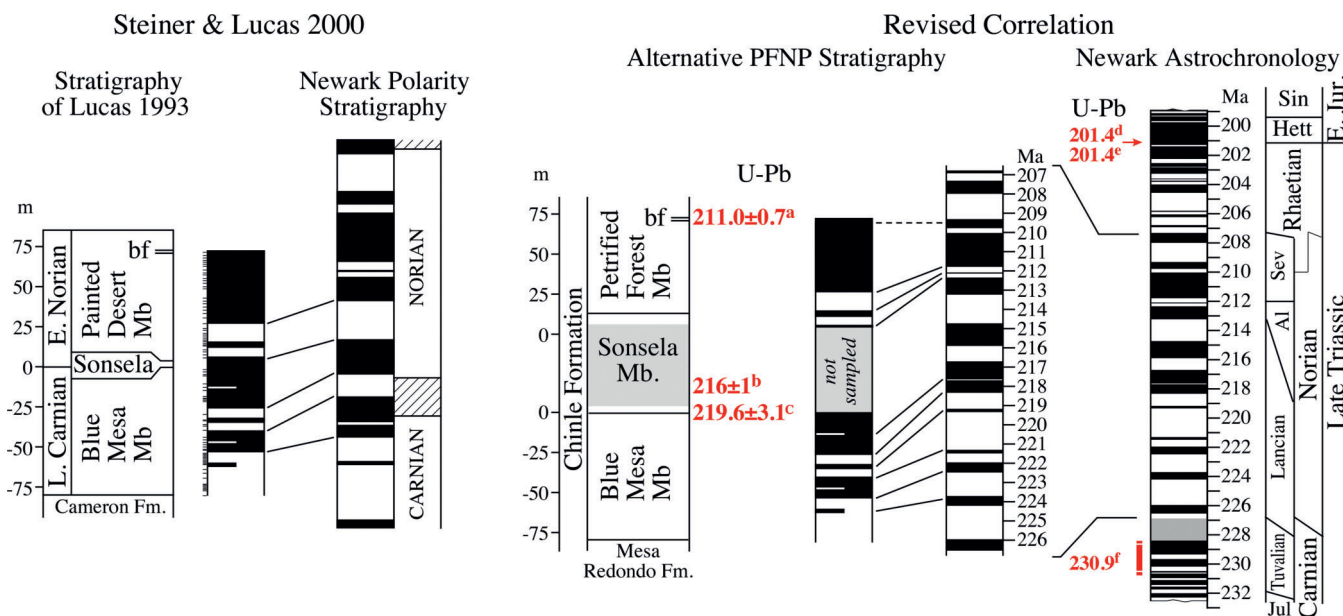 Steiner & Lucas 2000
Stratigraphy
of Lucas 1993
Newark Polarity
Stratigraphy
m
75
50
25
0
-25
-50
-75
E. Norian
L. Carnian
bf
Painted
Desert
Mb
Sonsela
Blue
Mesa
Mb
Cameron Fm.
NORIAN
CARNIAN
Revised Correlation
Alternative PFNP Stratigraphy
Newark Astrochronology
m
75
50
25
0
0
-25
-50
-75
Chinle Formation
bf
Petrified
Forest
Mb
Sonsela
Mb.
Blue
Mesa
Mb
Mesa
Redondo Fm.
U-Pb
211.0±0.7ᵃ
216±1ᵇ
219.6±3.1ᶜ
not
sampled
Ma
207
208
209
210
211
212
213
214
215
216
217
218
219
220
221
222
223
224
225
226
U-Pb
201.4ᵈ
201.4ᵉ
230.9ᶠ
Ma
200
202
204
206
208
210
212
214
216
218
220
222
224
226
228
230
232
Sin
Hett
Rhaetian
Sev
Al
Lancian
Tuvalian
Jul
Norian
Carnian
E. Jur.
Late Triassic